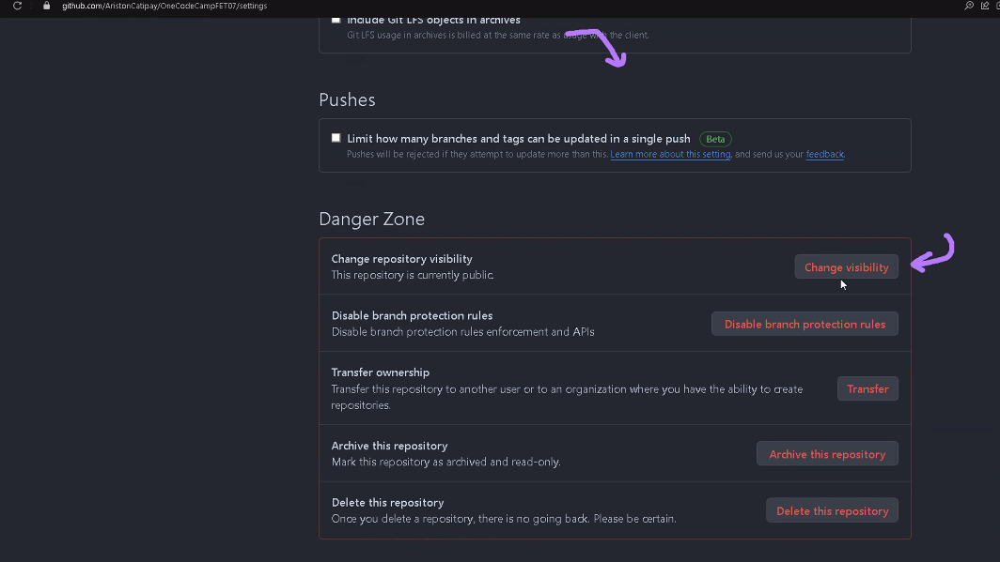 github.com/AristonCatipay/OneCodeCampFET07/settings
Include Git LFS objects in archives
Git LFS usage in archives is billed at the same rate as usage with the client.
Pushes
Limit how many branches and tags can be updated in a single push Beta
Pushes will be rejected if they attempt to update more than this. Learn more about this setting, and send us your feedback.
Danger Zone
Change repository visibility
This repository is currently public.
Change visibility
Disable branch protection rules
Disable branch protection rules enforcement and APIs
Disable branch protection rules
Transfer ownership
Transfer this repository to another user or to an organization where you have the ability to create
repositories.
Transfer
Archive this repository
Mark this repository as archived and read-only.
Archive this repository
Delete this repository
Once you delete a repository, there is no going back. Please be certain.
Delete this repository